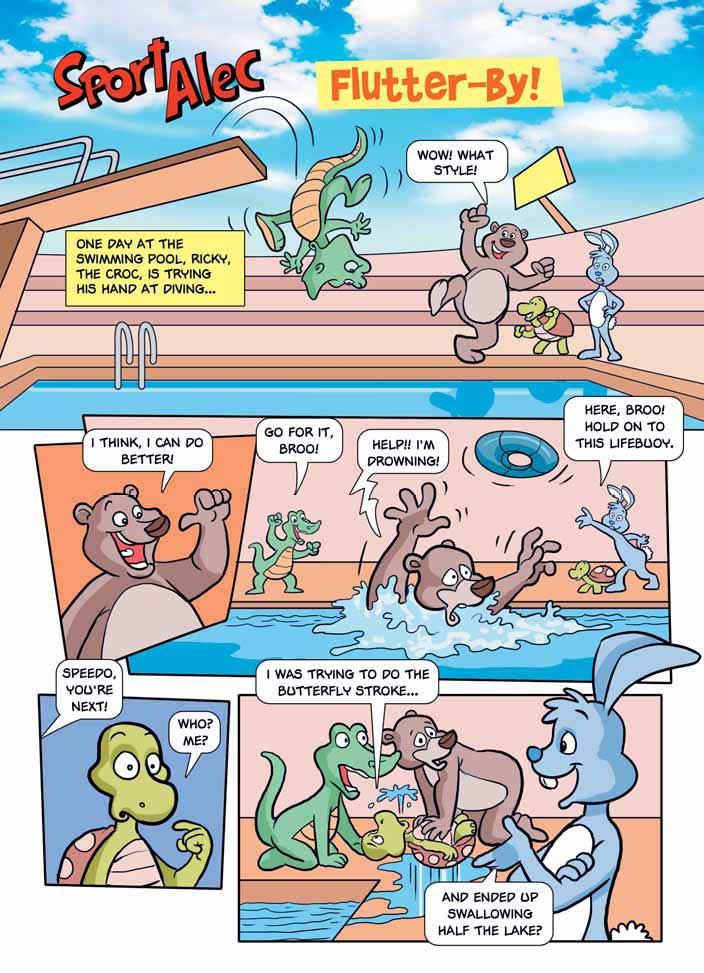 Sport Alec
Flutter-By!
WOW! WHAT
STYLE!
ONE DAY AT THE
SWIMMING POOL, RICKY,
THE CROC, IS TRYING
HIS HAND AT DIVING...
I THINK, I CAN DO
BETTER!
GO FOR IT,
BROO!
HELP!! I'M
DROWNING!
HERE, BROO!
HOLD ON TO
THIS LIFEBUOY.
SPEEDO,
YOU'RE
NEXT!
WHO?
ME?
I WAS TRYING TO DO THE
BUTTERFLY STROKE...
AND ENDED UP
SWALLOWING
HALF THE LAKE?